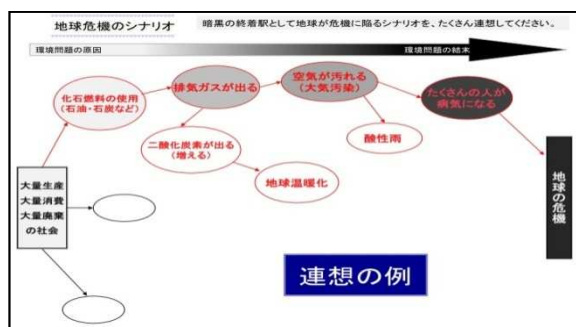 地球危機のシナリオ
暗黒の終着駅として地球が危機に陥るシナリオを、たくさん連想してください。
環境問題の原因
環境問題の結末
化石燃料の使用
(石油・石炭など)
排気ガスが出る
空気が汚れる
(大気汚染)
たくさんの人が
病気になる
二酸化炭素が出る
(増える)
酸性雨
地球温暖化
大量生産
大量消費
大量廃棄
の社会
地球の危機
連想の例